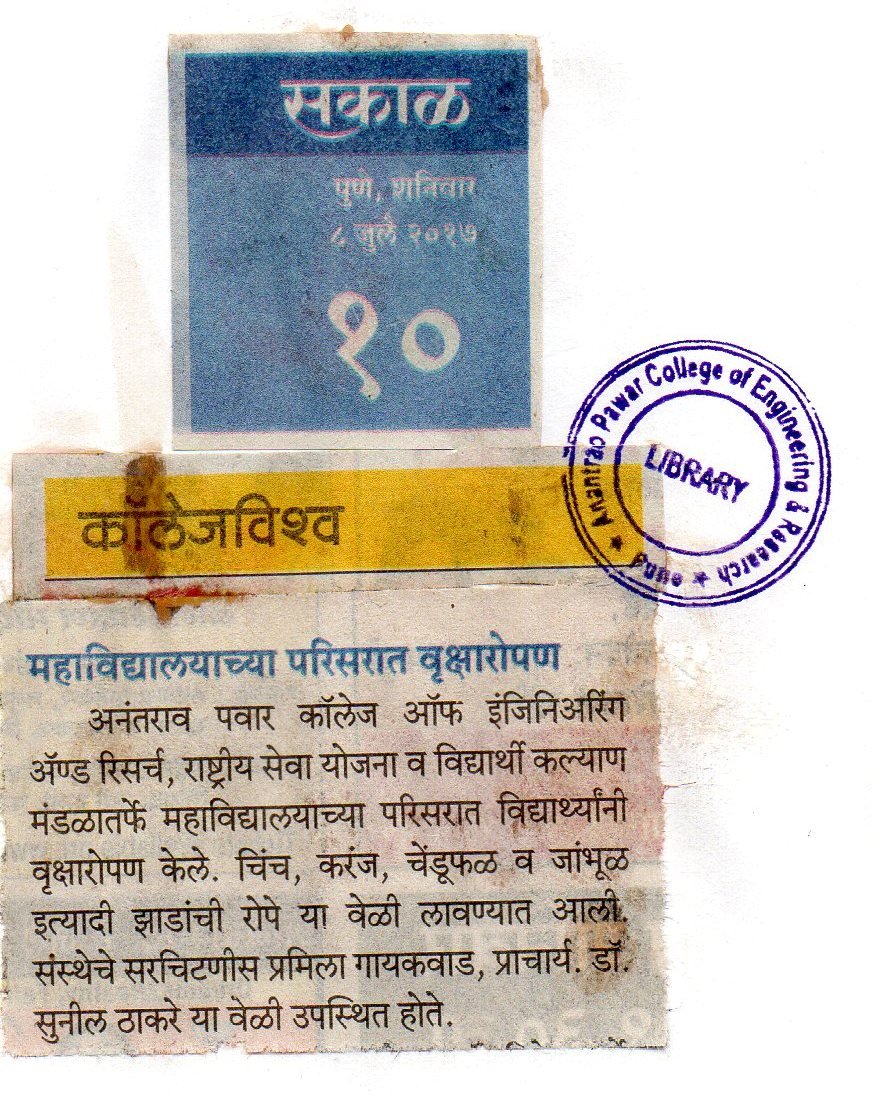 सकाळ
पुणे, शनिवार
८ जुलै २०१७
१०
Anantrao Pawar College of Engineering & Research
★ Pune ★
LIBRARY
कॉलेजविश्व
महाविद्यालयाच्या परिसरात वृक्षारोपण
अनंतराव पवार कॉलेज ऑफ इंजिनिअरिंग
ॲण्ड रिसर्च, राष्ट्रीय सेवा योजना व विद्यार्थी कल्याण
मंडळातर्फे महाविद्यालयाच्या परिसरात विद्यार्थ्यांनी
वृक्षारोपण केले. चिंच, करंज, चेंडूफळ व जांभूळ
इत्यादी झाडांची रोपे या वेळी लावण्यात आली.
संस्थेचे सरचिटणीस प्रमिला गायकवाड, प्राचार्य. डॉ.
सुनील ठाकरे या वेळी उपस्थित होते.